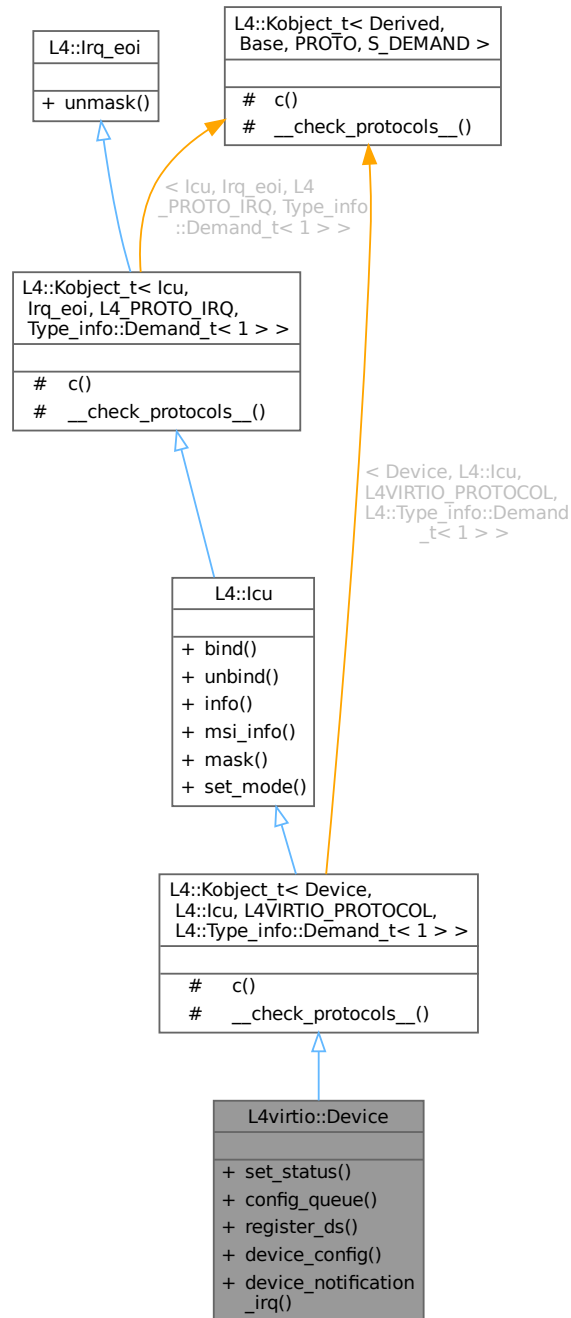 L4::Irq_eoi
+ unmask()
L4::Kobject_t< Derived,
Base, PROTO, S_DEMAND >
# c()
# __check_protocols__()
< Icu, Irq_eoi, L4
_PROTO_IRQ, Type_info
::Demand_t< 1 > >
L4::Kobject_t< Icu,
Irq_eoi, L4_PROTO_IRQ,
Type_info::Demand_t< 1 > >
# c()
# __check_protocols__()
< Device, L4::Icu,
L4VIRTIO_PROTOCOL,
L4::Type_info::Demand
_t< 1 > >
L4::Icu
+ bind()
+ unbind()
+ info()
+ msi_info()
+ mask()
+ set_mode()
L4::Kobject_t< Device,
L4::Icu, L4VIRTIO_PROTOCOL,
L4::Type_info::Demand_t< 1 > >
# c()
# __check_protocols__()
L4virtio::Device
+ set_status()
+ config_queue()
+ register_ds()
+ device_config()
+ device_notification
_irq()